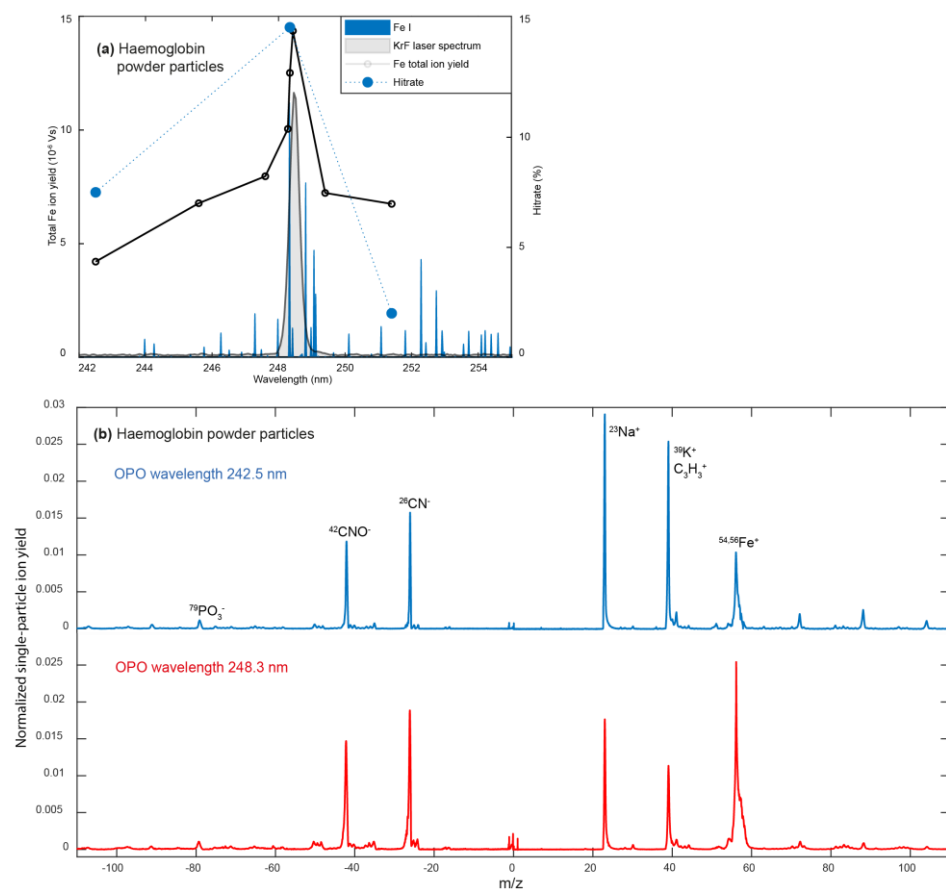 (a) Haemoglobin
powder particles
Fe I
KrF laser spectrum
Fe total ion yield
Hitrate
Total Fe ion yield (10⁻⁶ Vs)
15
10
5
0
15
10
5
0
Hitrate (%)
242 244 246 248 250 252 254
Wavelength (nm)
Normalized single-particle ion yield
0.03
0.025
0.02
0.015
0.01
0.005
0
(b) Haemoglobin powder particles
OPO wavelength 242.5 nm
⁷⁹PO₃⁻
⁴²CNO⁻
²⁶CN⁻
²³Na⁺
³⁹K⁺
C₃H₃⁺
⁵⁴,⁵⁶Fe⁺
0.025
0.02
0.015
0.01
0.005
0
OPO wavelength 248.3 nm
-100 -80 -60 -40 -20 0 20 40 60 80 100
m/z